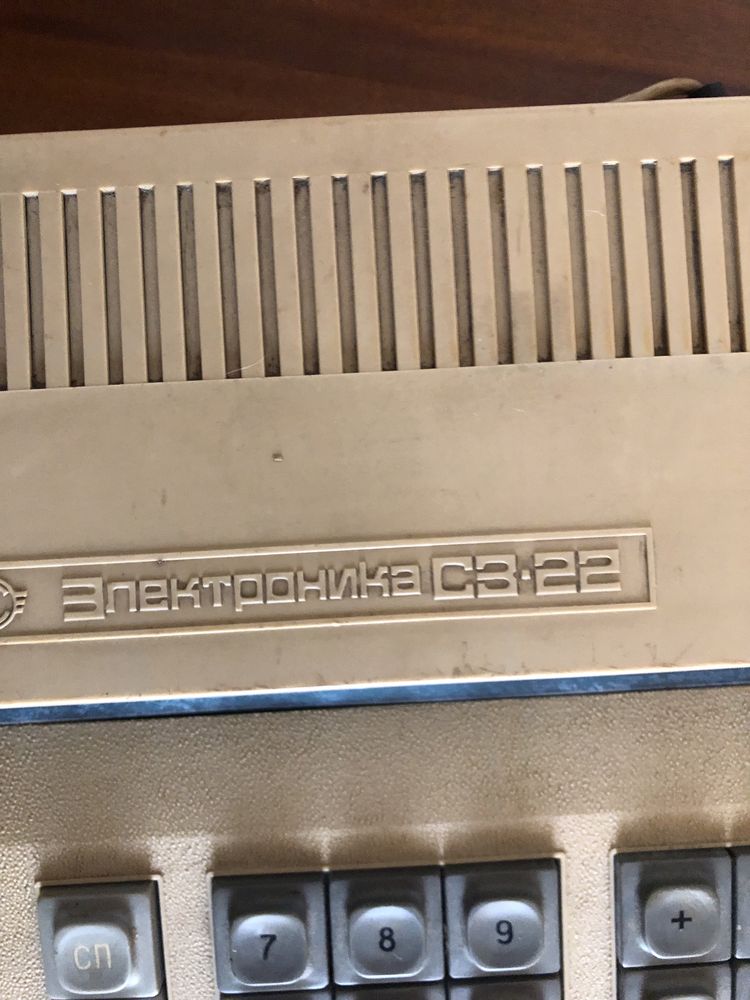 Электроника С3·22
сп 7 8 9 +